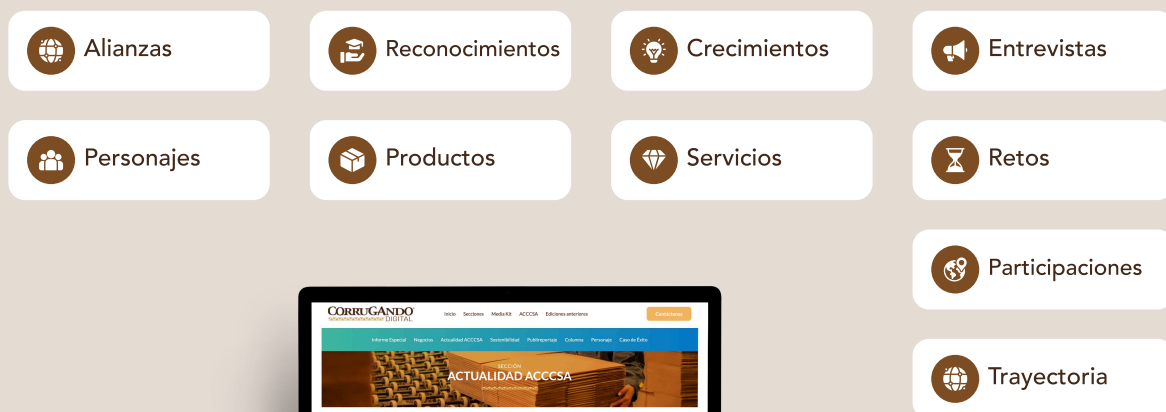 Alianzas
Reconocimientos
Crecimientos
Entrevistas
Personajes
Productos
Servicios
Retos
Participaciones
CORRUGANDO
DIGITAL
Inicio Secciones Media Kit ACCCSA Ediciones anteriores
Contáctanos
Informe Especial Negocios Actualidad ACCCSA Sostenibilidad Publirreportaje Columna Personaje Caso de Éxito
SECCIÓN
ACTUALIDAD ACCCSA
Trayectoria